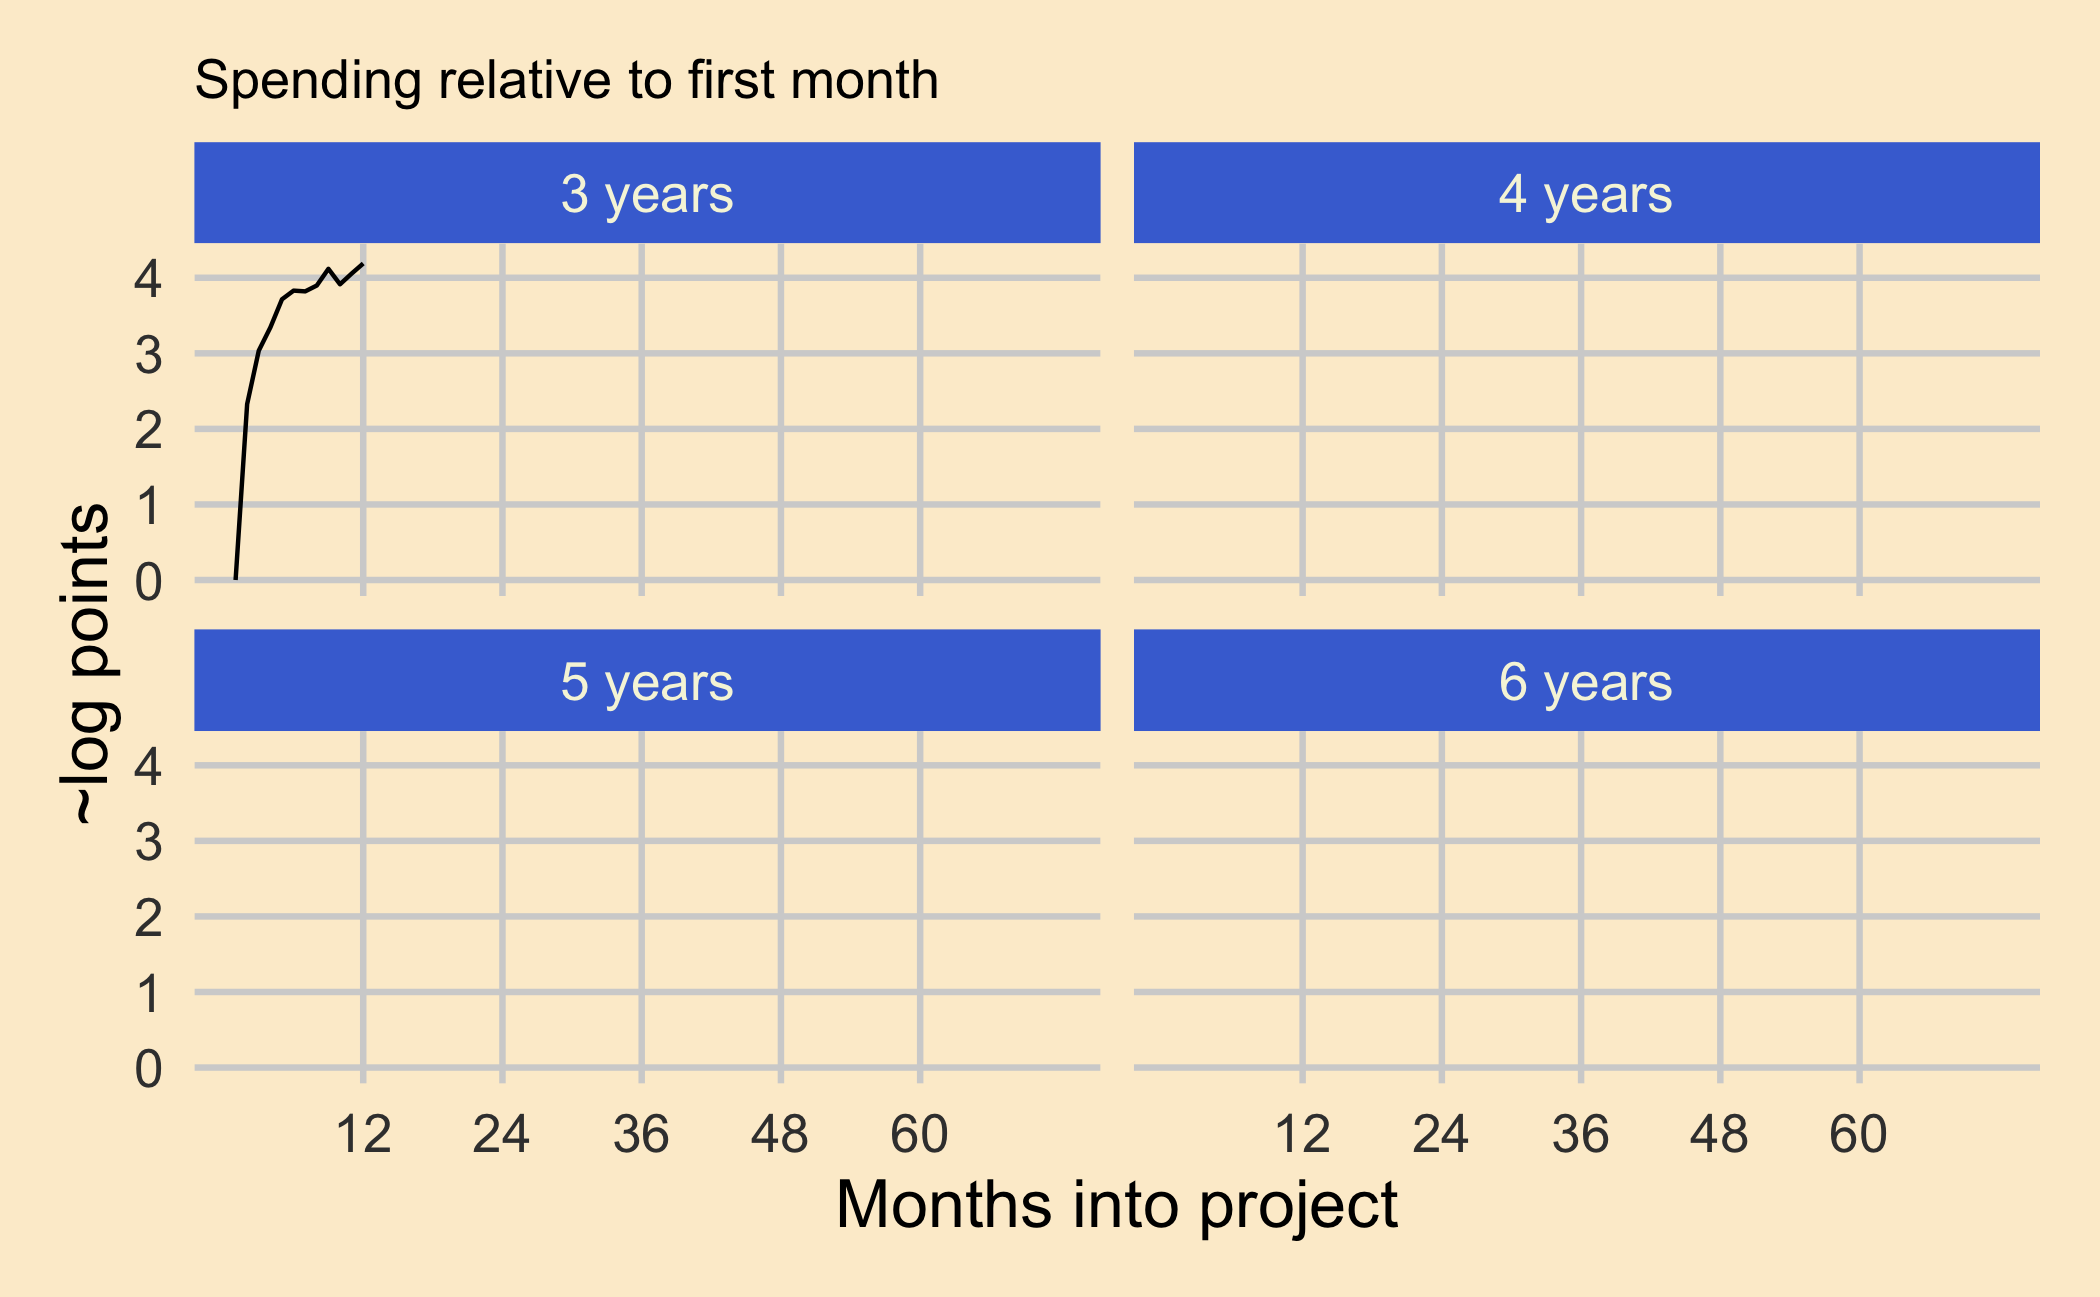 Spending relative to first month
3 years
4 years
4
3
2
1
0
5 years
6 years
4
3
2
1
0
~log points
12 24 36 48 60 12 24 36 48 60
Months into project